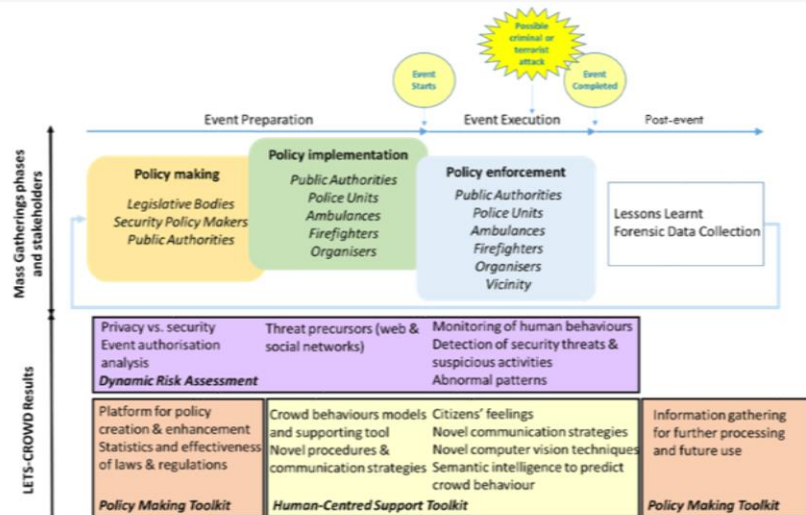 Possible
criminal or
terrorist
attack
Event
Starts
Event
Completed
Event Preparation
Event Execution
Post-event
Mass Gatherings phases
and stakeholders
Policy making
Legislative Bodies
Security Policy Makers
Public Authorities
Policy implementation
Public Authorities
Police Units
Ambulances
Firefighters
Organisers
Policy enforcement
Public Authorities
Police Units
Ambulances
Firefighters
Organisers
Vicinity
Lessons Learnt
Forensic Data Collection
LETS-CROWD Results
Privacy vs. security
Event authorisation
analysis
Dynamic Risk Assessment
Threat precursors (web &
social networks)
Monitoring of human behaviours
Detection of security threats &
suspicious activities
Abnormal patterns
Platform for policy
creation & enhancement
Statistics and effectiveness
of laws & regulations
Policy Making Toolkit
Crowd behaviours models
and supporting tool
Novel procedures &
communication strategies
Citizens' feelings
Novel communication strategies
Novel computer vision techniques
Semantic intelligence to predict
crowd behaviour
Human-Centred Support Toolkit
Information gathering
for further processing
and future use
Policy Making Toolkit